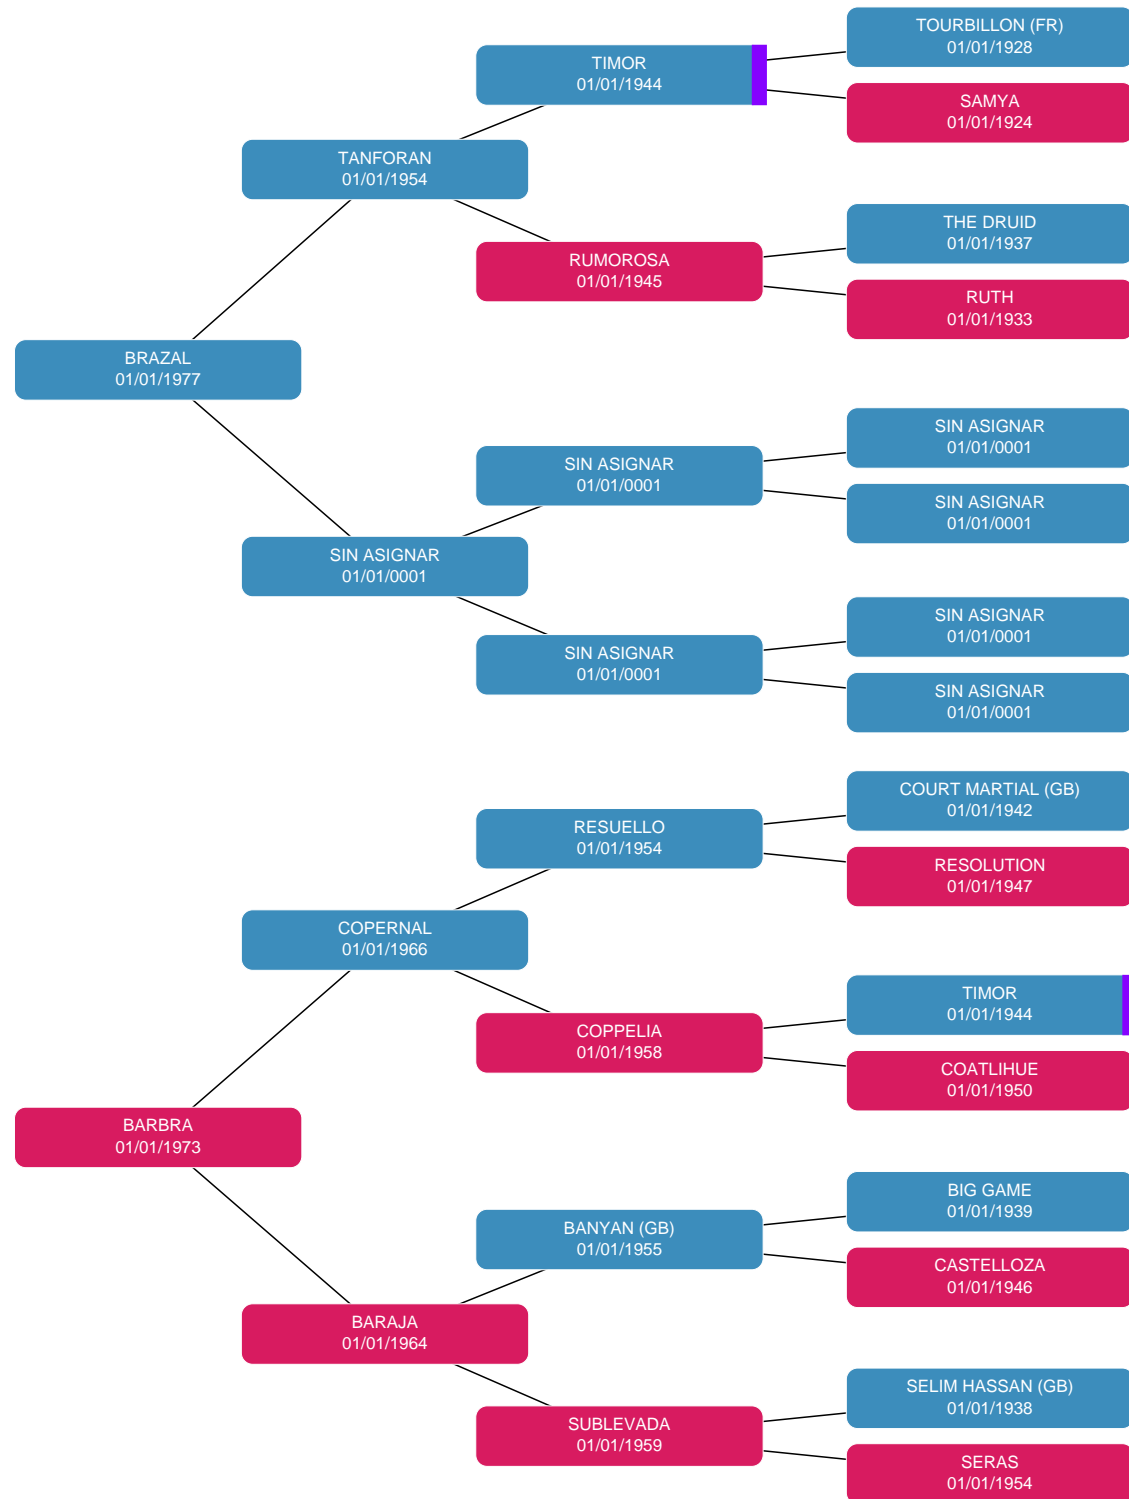 TOURBILLON (FR)
01/01/1928
TIMOR
01/01/1944
SAMYA
01/01/1924
TANFORAN
01/01/1954
THE DRUID
01/01/1937
RUMOROSA
01/01/1945
RUTH
01/01/1933
BRAZAL
01/01/1977
SIN ASIGNAR
01/01/0001
SIN ASIGNAR
01/01/0001
SIN ASIGNAR
01/01/0001
SIN ASIGNAR
01/01/0001
SIN ASIGNAR
01/01/0001
SIN ASIGNAR
01/01/0001
SIN ASIGNAR
01/01/0001
COURT MARTIAL (GB)
01/01/1942
RESUELLO
01/01/1954
RESOLUTION
01/01/1947
COPERNAL
01/01/1966
TIMOR
01/01/1944
COPPELIA
01/01/1958
COATLIHUE
01/01/1950
BARBRA
01/01/1973
BIG GAME
01/01/1939
BANYAN (GB)
01/01/1955
CASTELLOZA
01/01/1946
BARAJA
01/01/1964
SELIM HASSAN (GB)
01/01/1938
SUBLEVADA
01/01/1959
SERAS
01/01/1954